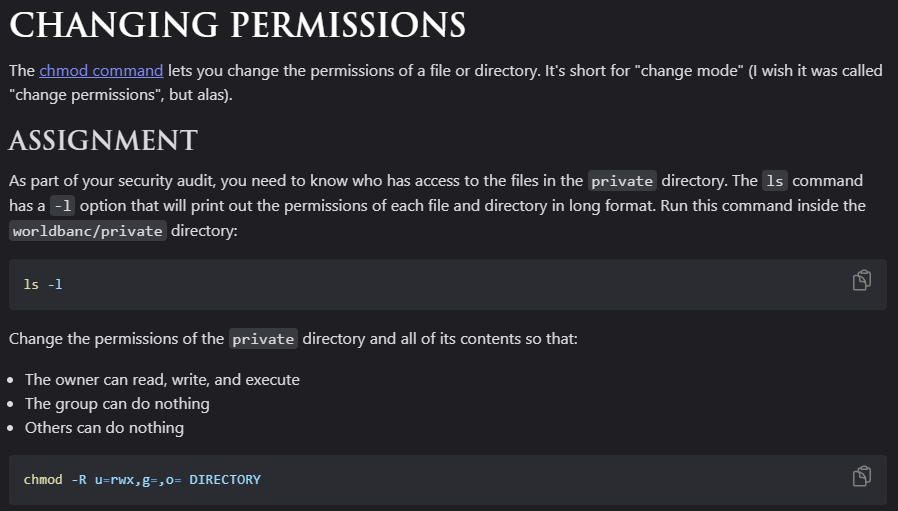 CHANGING PERMISSIONS
The chmod command lets you change the permissions of a file or directory. It's short for "change mode" (I wish it was called
"change permissions", but alas).
ASSIGNMENT
As part of your security audit, you need to know who has access to the files in the private directory. The ls command
has a -l option that will print out the permissions of each file and directory in long format. Run this command inside the
worldbanc/private directory:
ls -l
Change the permissions of the private directory and all of its contents so that:
• The owner can read, write, and execute
• The group can do nothing
• Others can do nothing
chmod -R u=rwx,g=,o= DIRECTORY